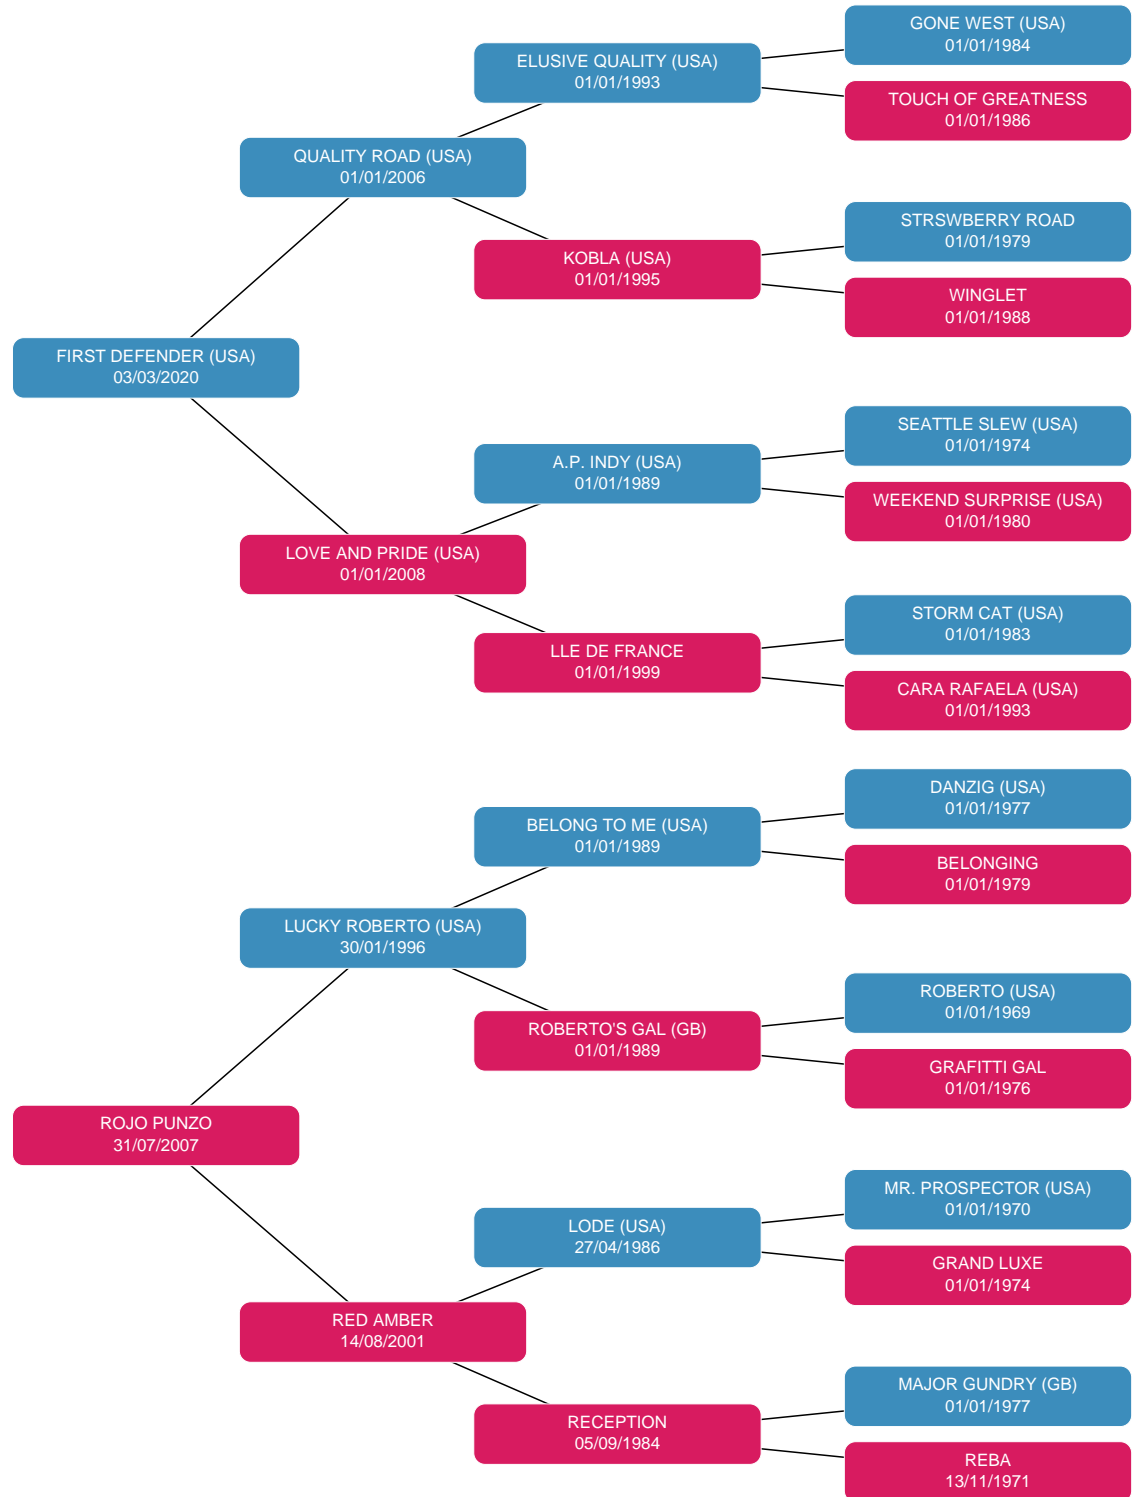 GONE WEST (USA)
01/01/1984
ELUSIVE QUALITY (USA)
01/01/1993
TOUCH OF GREATNESS
01/01/1986
QUALITY ROAD (USA)
01/01/2006
STRSWBERRY ROAD
01/01/1979
KOBLA (USA)
01/01/1995
WINGLET
01/01/1988
FIRST DEFENDER (USA)
03/03/2020
SEATTLE SLEW (USA)
01/01/1974
A.P. INDY (USA)
01/01/1989
WEEKEND SURPRISE (USA)
01/01/1980
LOVE AND PRIDE (USA)
01/01/2008
STORM CAT (USA)
01/01/1983
LLE DE FRANCE
01/01/1999
CARA RAFAELA (USA)
01/01/1993
DANZIG (USA)
01/01/1977
BELONG TO ME (USA)
01/01/1989
BELONGING
01/01/1979
LUCKY ROBERTO (USA)
30/01/1996
ROBERTO (USA)
01/01/1969
ROBERTO'S GAL (GB)
01/01/1989
GRAFITTI GAL
01/01/1976
ROJO PUNZO
31/07/2007
MR. PROSPECTOR (USA)
01/01/1970
LODE (USA)
27/04/1986
GRAND LUXE
01/01/1974
RED AMBER
14/08/2001
MAJOR GUNDRY (GB)
01/01/1977
RECEPTION
05/09/1984
REBA
13/11/1971